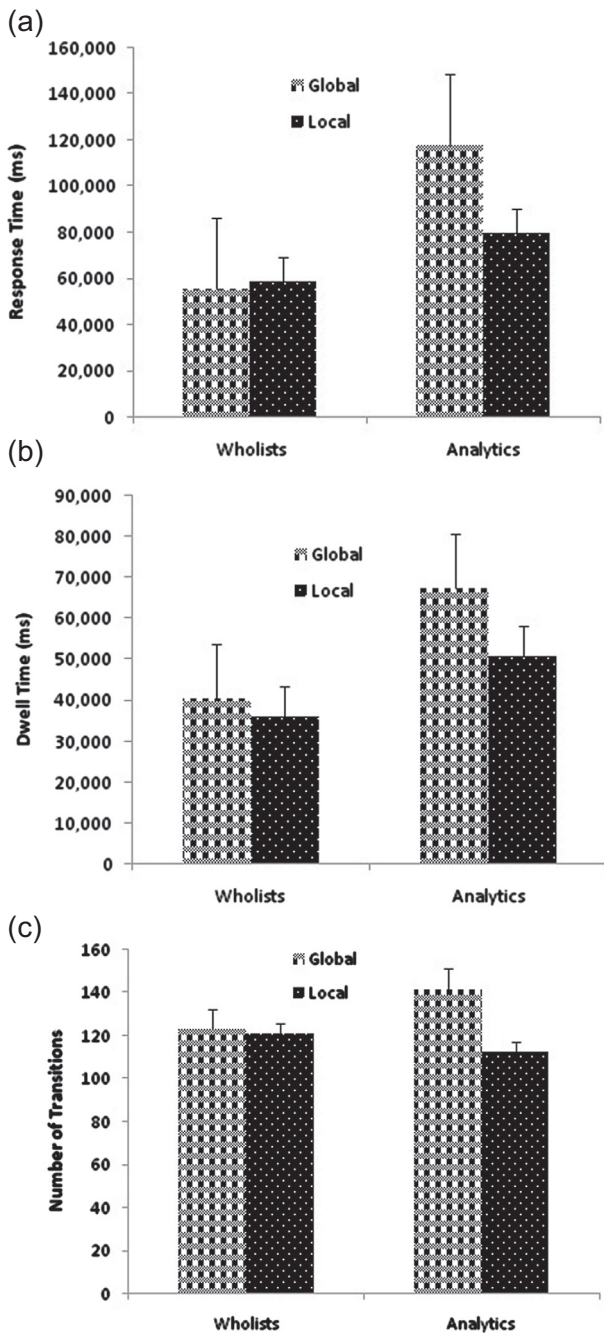 (a)
160,000
140,000
120,000
100,000
80,000
60,000
40,000
20,000
0
Response Time (ms)
Global
Local
Wholists Analytics
(b)
90,000
80,000
70,000
60,000
50,000
40,000
30,000
20,000
10,000
0
Dwell Time (ms)
Global
Local
Wholists Analytics
(c)
160
140
120
100
80
60
40
20
0
Number of Transitions
Global
Local
Wholists Analytics